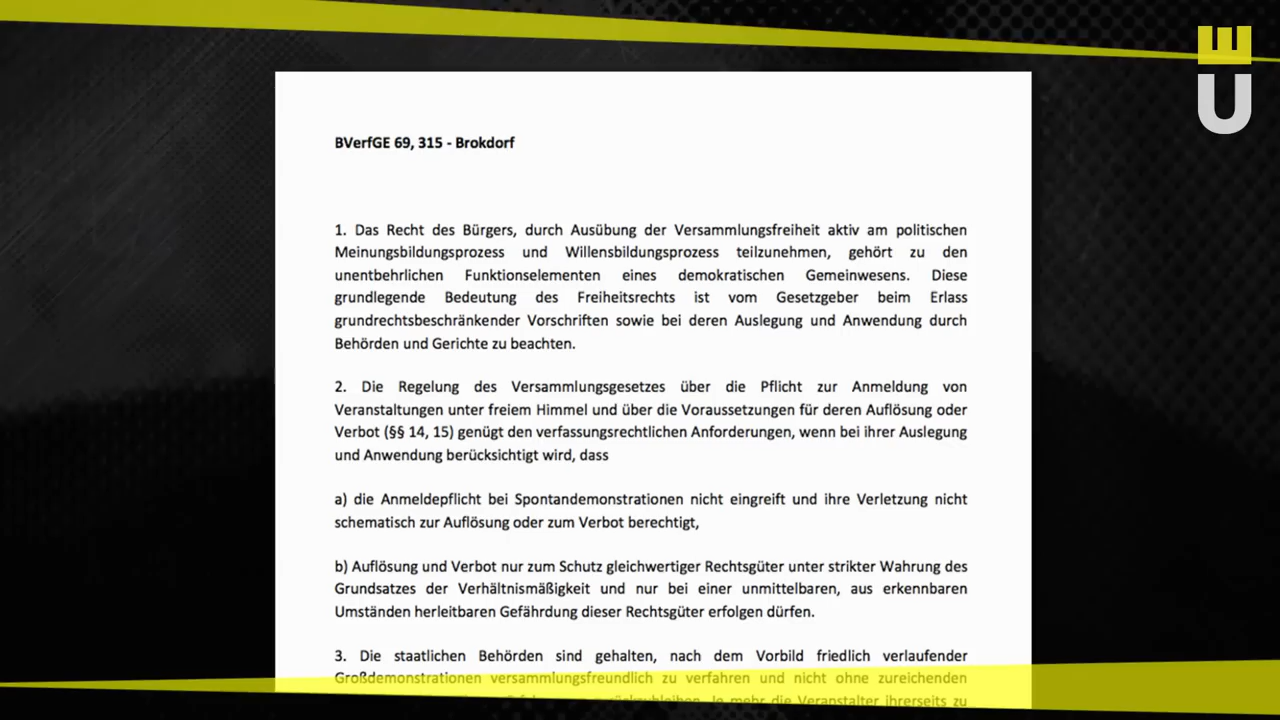 BVerfGE 69, 315 - Brokdorf
1. Das Recht des Bürgers, durch Ausübung der Versammlungsfreiheit aktiv am politischen
Meinungsbildungsprozess und Willensbildungsprozess teilzunehmen, gehört zu den
unentbehrlichen Funktionselementen eines demokratischen Gemeinwesens. Diese
grundlegende Bedeutung des Freiheitsrechts ist vom Gesetzgeber beim Erlass
grundrechtsbeschränkender Vorschriften sowie bei deren Auslegung und Anwendung durch
Behörden und Gerichte zu beachten.
2. Die Regelung des Versammlungsgesetzes über die Pflicht zur Anmeldung von
Veranstaltungen unter freiem Himmel und über die Voraussetzungen für deren Auflösung oder
Verbot (§§ 14, 15) genügt den verfassungsrechtlichen Anforderungen, wenn bei ihrer Auslegung
und Anwendung berücksichtigt wird, dass
a) die Anmeldepflicht bei Spontandemonstrationen nicht eingreift und ihre Verletzung nicht
schematisch zur Auflösung oder zum Verbot berechtigt,
b) Auflösung und Verbot nur zum Schutz gleichwertiger Rechtsgüter unter strikter Wahrung des
Grundsatzes der Verhältnismäßigkeit und nur bei einer unmittelbaren, aus erkennbaren
Umständen herleitbaren Gefährdung dieser Rechtsgüter erfolgen dürfen.
3. Die staatlichen Behörden sind gehalten, nach dem Vorbild friedlich verlaufender
Großdemonstrationen versammlungsfreundlich zu verfahren und nicht ohne zureichenden
zurückzubleihen. Je mehr die Veranstalter ihrerseits zu